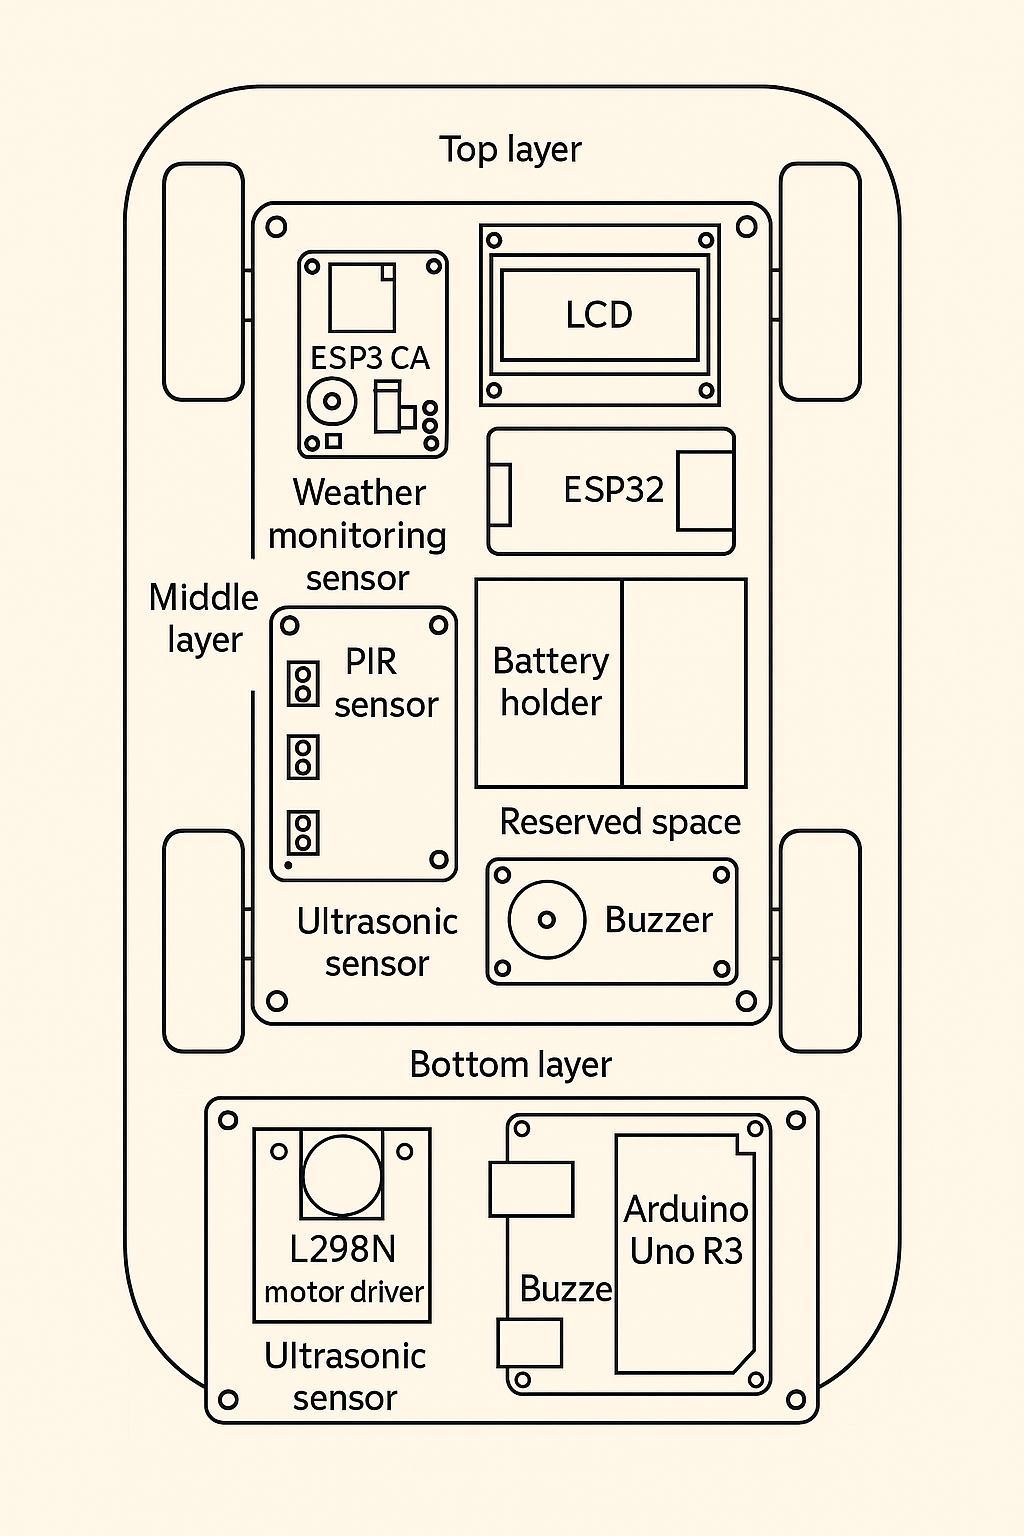 Top layer
ESP3 CA
LCD
Weather
monitoring
sensor
ESP32
Middle
layer
PIR
sensor
Battery
holder
Reserved space
Ultrasonic
sensor
Buzzer
Bottom layer
L298N
motor driver
Ultrasonic
sensor
Buzze
Arduino
Uno R3